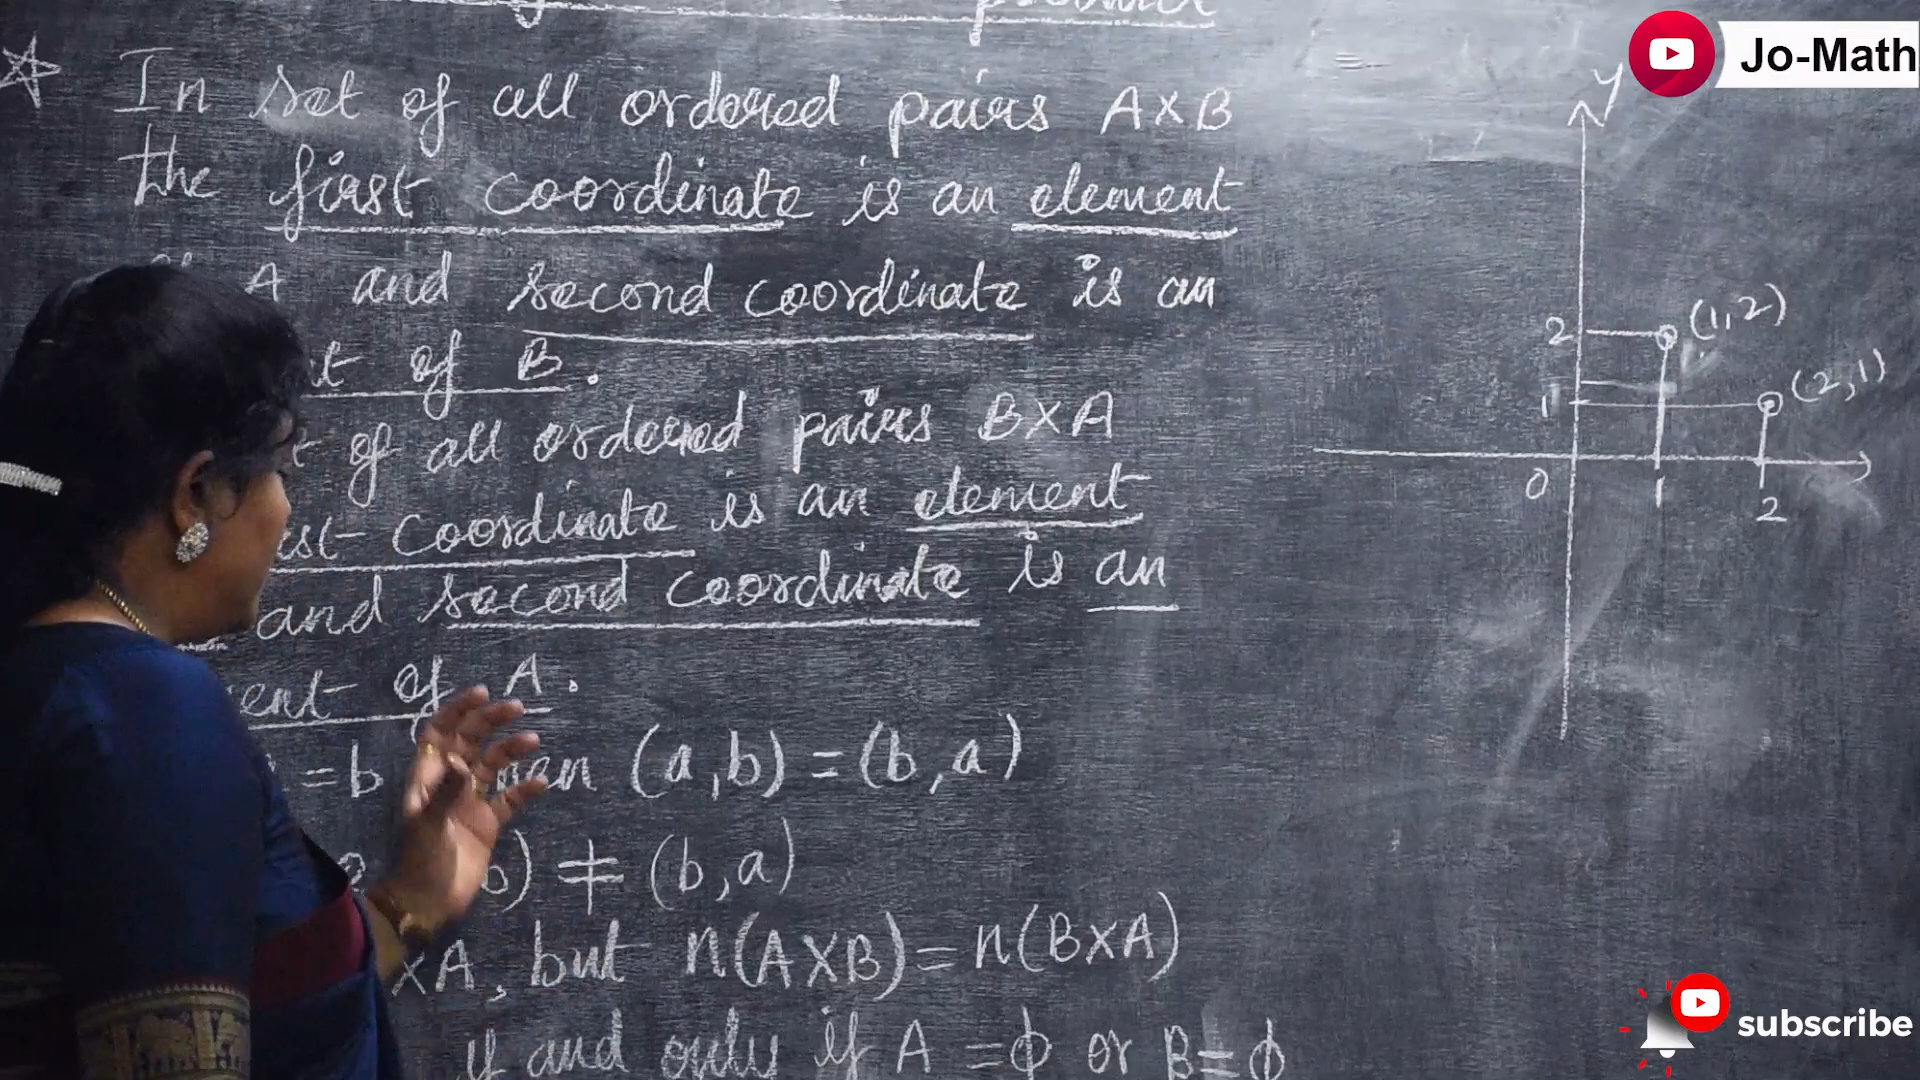 product
In set of all ordered pairs A×B
the first coordinate is an element
A and second coordinate is an
of B.
of all ordered pairs B×A
coordinate is an element
and second coordinate is an
of A.
=b (a,b)=(b,a)
b)≠(b,a)
×A, but n(A×B)=n(B×A)
if and only if A =ϕ or B=ϕ
y
2
(1,2)
1
(2,1)
0
1
2
Jo-Math
subscribe